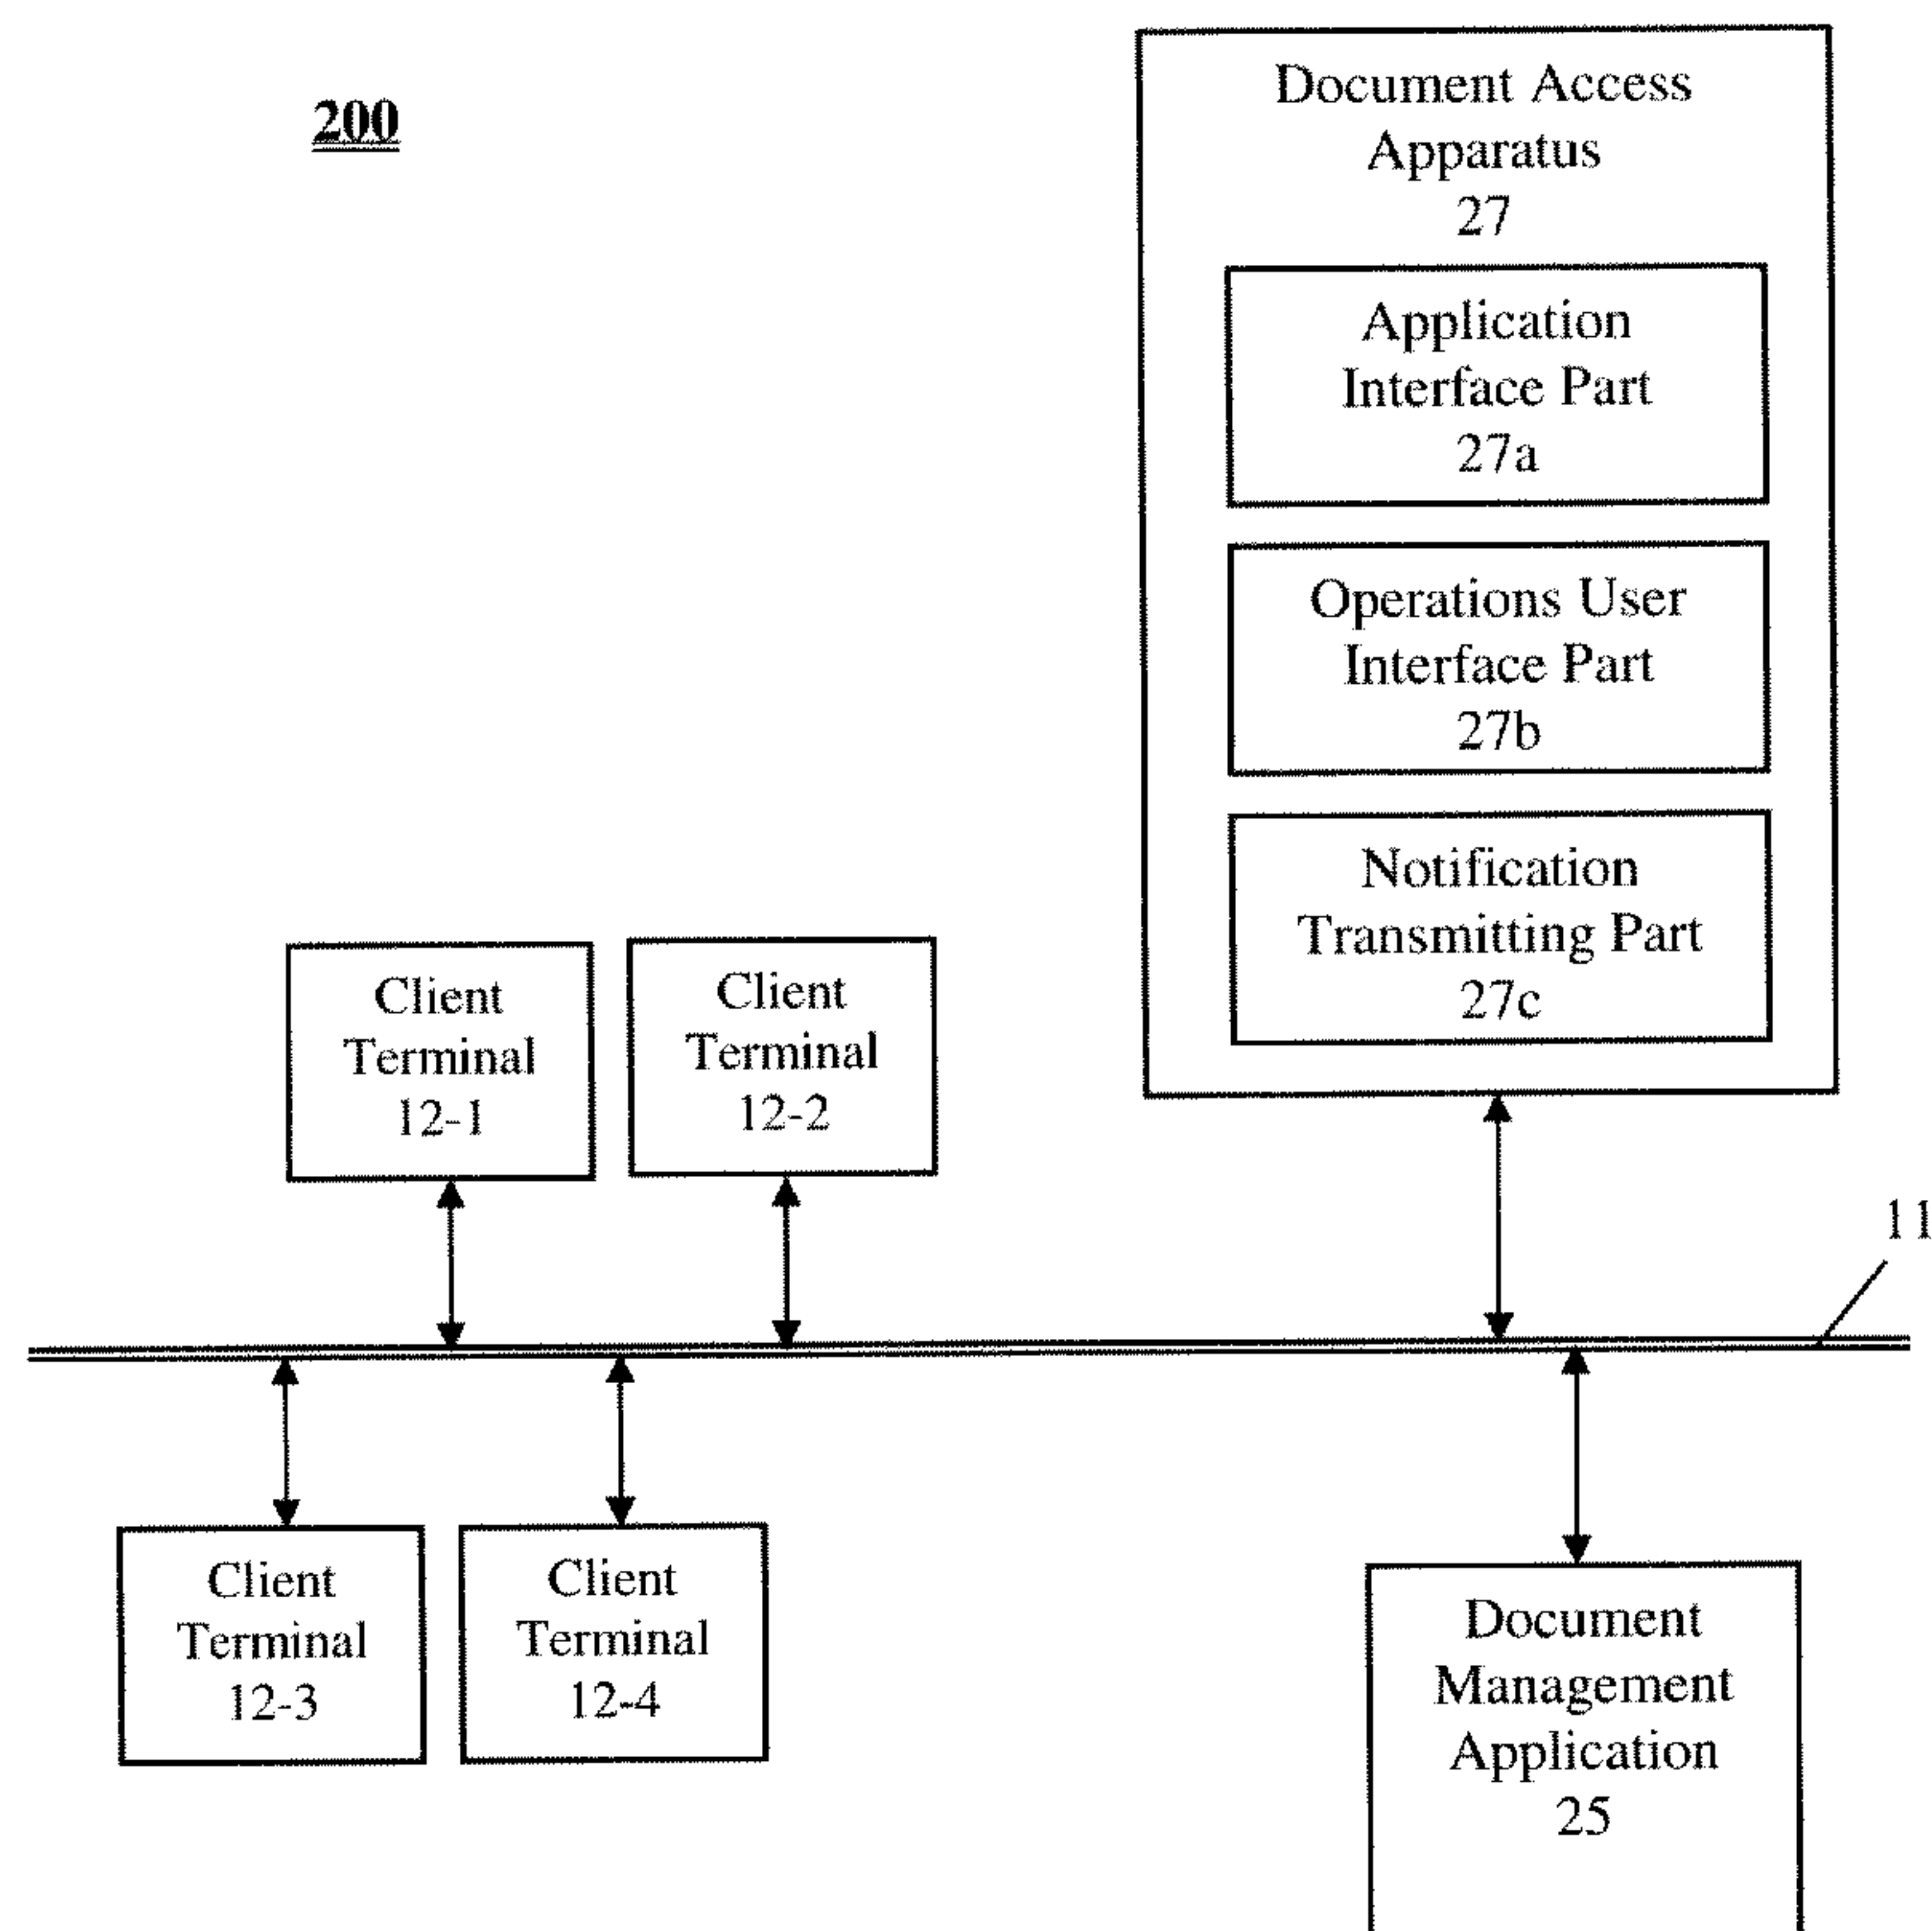 200
Document Access
Apparatus
27
Application
Interface Part
27a
Operations User
Interface Part
27b
Notification
Transmitting Part
27c
Client
Terminal
12-1
Client
Terminal
12-2
11
Client
Terminal
12-3
Client
Terminal
12-4
Document
Management
Application
25